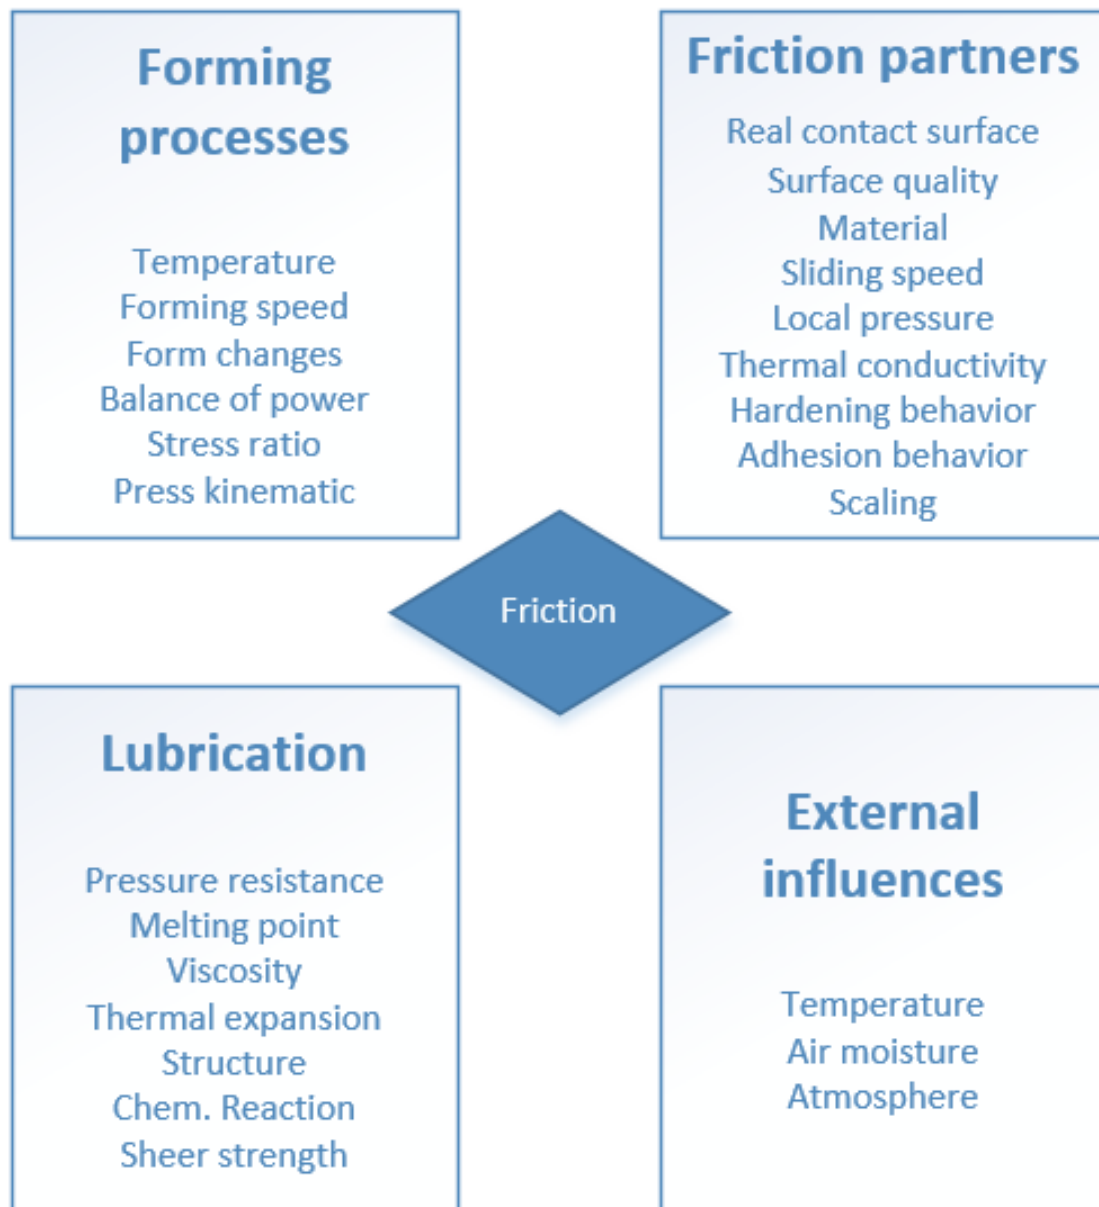 Forming
processes
Temperature
Forming speed
Form changes
Balance of power
Stress ratio
Press kinematic
Friction partners
Real contact surface
Surface quality
Material
Sliding speed
Local pressure
Thermal conductivity
Hardening behavior
Adhesion behavior
Scaling
Friction
Lubrication
Pressure resistance
Melting point
Viscosity
Thermal expansion
Structure
Chem. Reaction
Sheer strength
External
influences
Temperature
Air moisture
Atmosphere